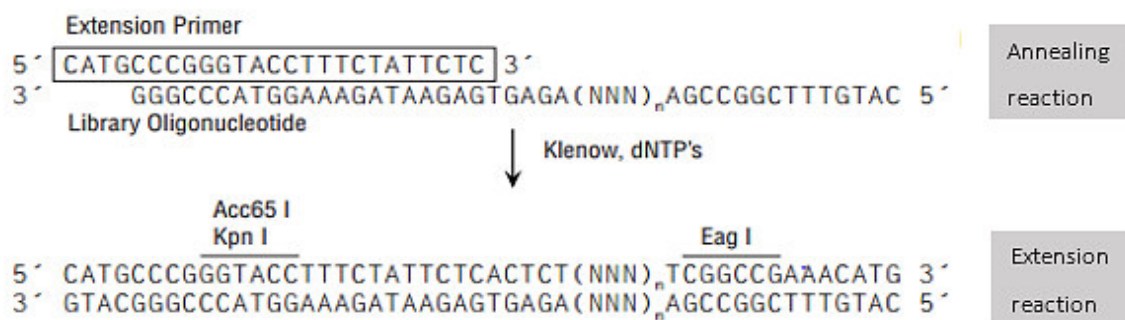 Extension Primer
5´ CATGCCCGGGTACCTTTCTATTCTC 3´
3´ GGGCCCATGGAAAGATAAGAGTGAGA(NNN)nAGCCGGCTTTGTAC 5´
Library Oligonucleotide
Klenow, dNTP's
Annealing
reaction
Acc65 I
Kpn I
Eag I
5´ CATGCCCGGGTACCTTTCTATTCTCACTCT(NNN)nTCGGCCGAAACATG 3´
3´ GTACGGGCCCATGGAAAGATAAGAGTGAGA(NNN)nAGCCGGCTTTGTAC 5´
Extension
reaction